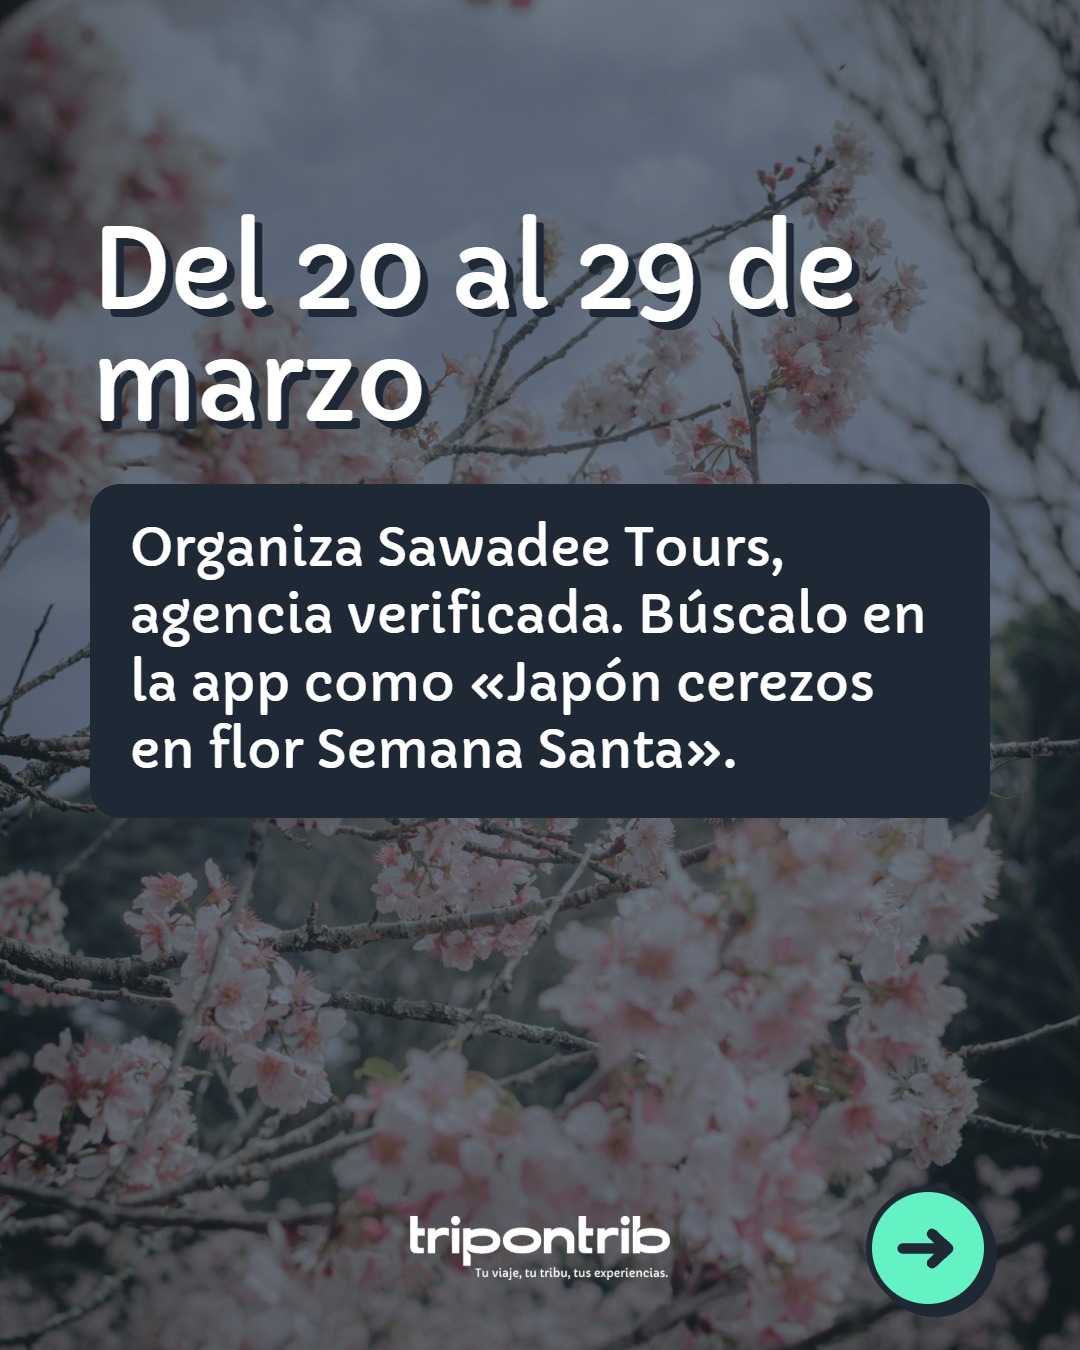 Del 20 al 29 de
marzo
Organiza Sawadee Tours,
agencia verificada. Búscalo en
la app como «Japón cerezos
en flor Semana Santa».
tripontrib
Tu viaje, tu tribu, tus experiencias.